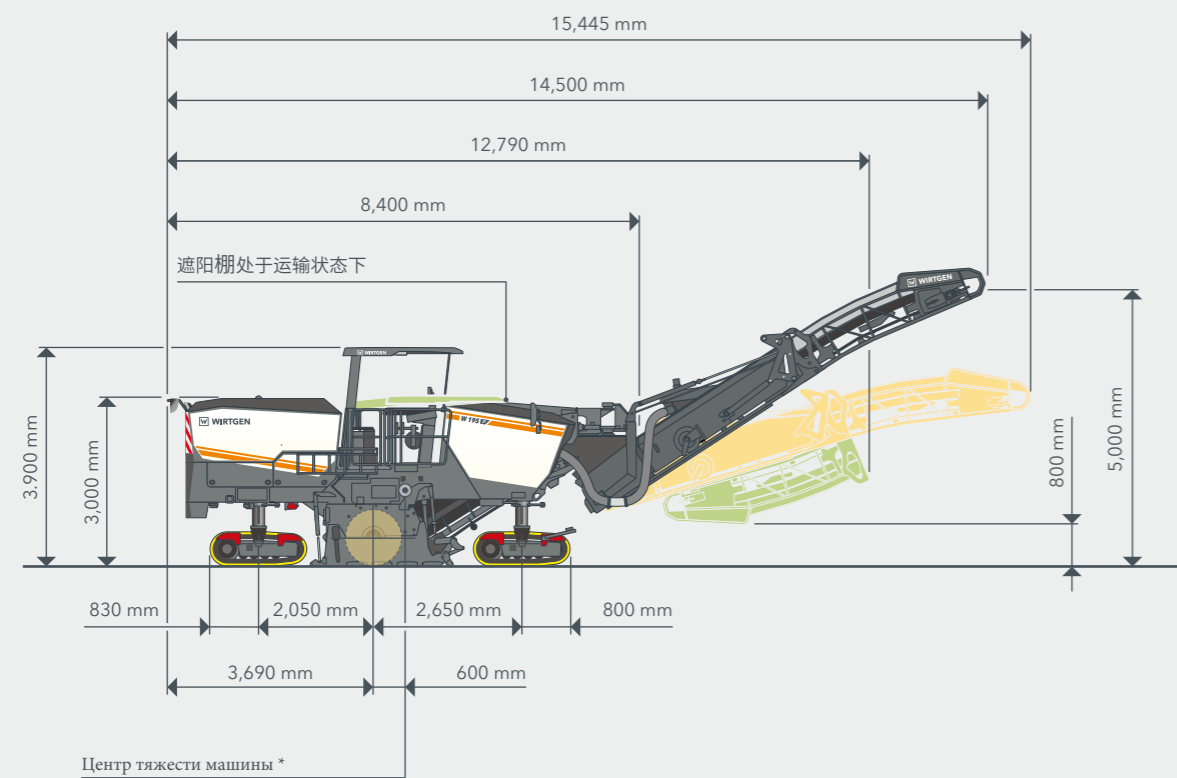 15,445 mm
14,500 mm
12,790 mm
8,400 mm
遮阳棚处于运输状态下
WIRTGEN
WIRTGEN
3.900 mm
3,000 mm
WIRTGEN
W 195
800 mm
5,000 mm
830 mm
2,050 mm
2,650 mm
800 mm
3,690 mm
600 mm
Центр тяжести машины *